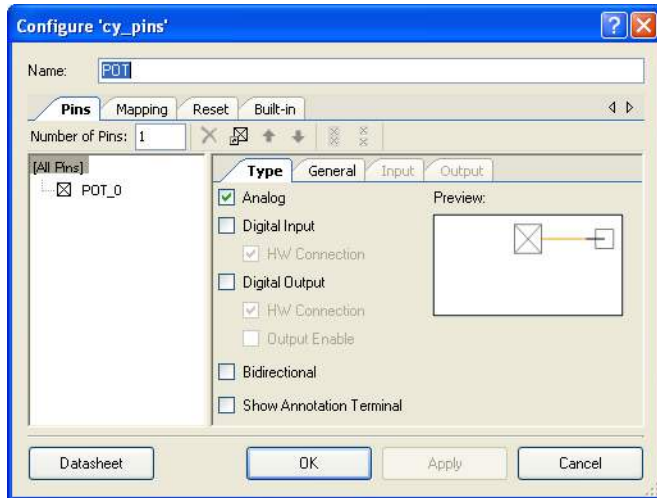 Configure 'cy_pins'
Name: POT
Pins Mapping Reset Built-in
Number of Pins: 1
[All Pins]
POT_0
Type General Input Output
Analog
Preview:
Digital Input
HW Connection
Digital Output
HW Connection
Output Enable
Bidirectional
Show Annotation Terminal
Datasheet OK Apply Cancel